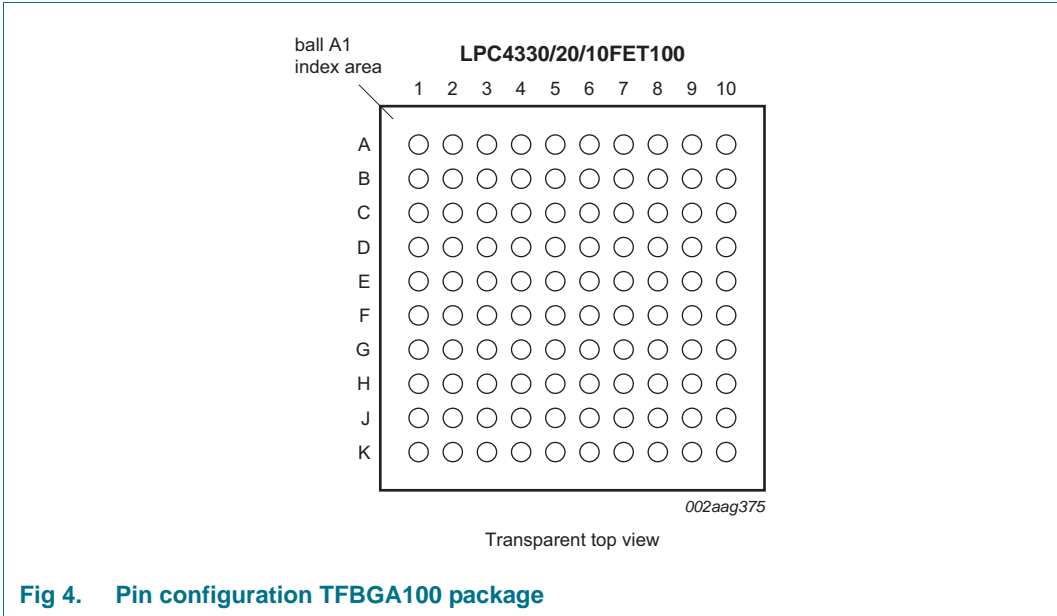 ball A1
index area
LPC4330/20/10FET100
1 2 3 4 5 6 7 8 9 10
A
B
C
D
E
F
G
H
J
K
002aag375
Transparent top view
Fig 4. Pin configuration TFBGA100 package